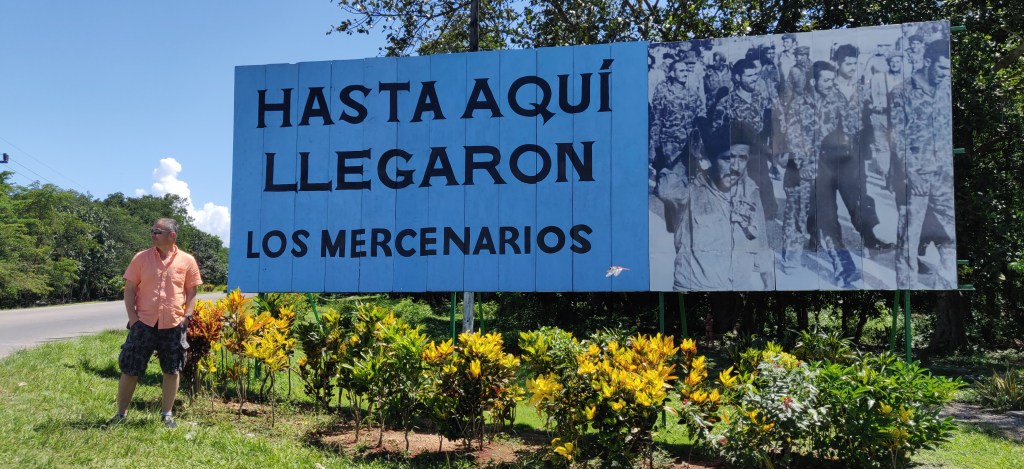 HASTA AQUÍ
LLEGARON
LOS MERCENARIOS